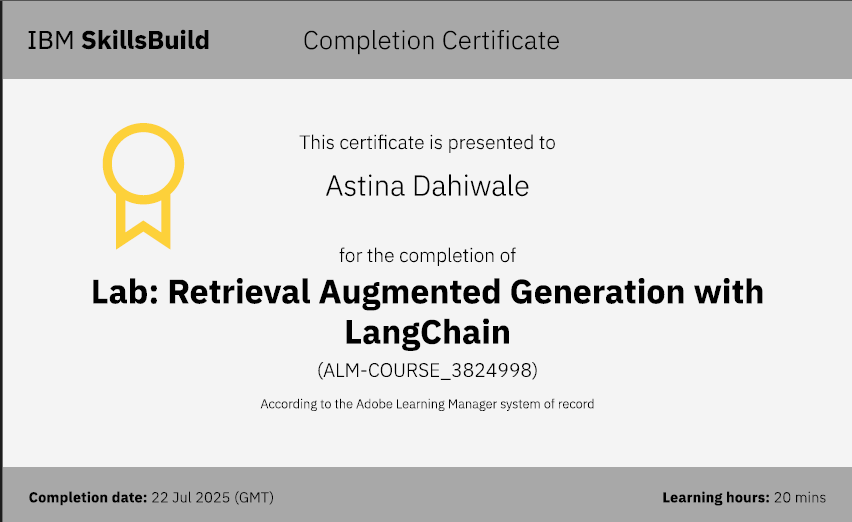 IBM SkillsBuild
Completion Certificate
This certificate is presented to
Astina Dahiwale
for the completion of
Lab: Retrieval Augmented Generation with
LangChain
(ALM-COURSE_3824998)
According to the Adobe Learning Manager system of record
Completion date: 22 Jul 2025 (GMT)
Learning hours: 20 mins